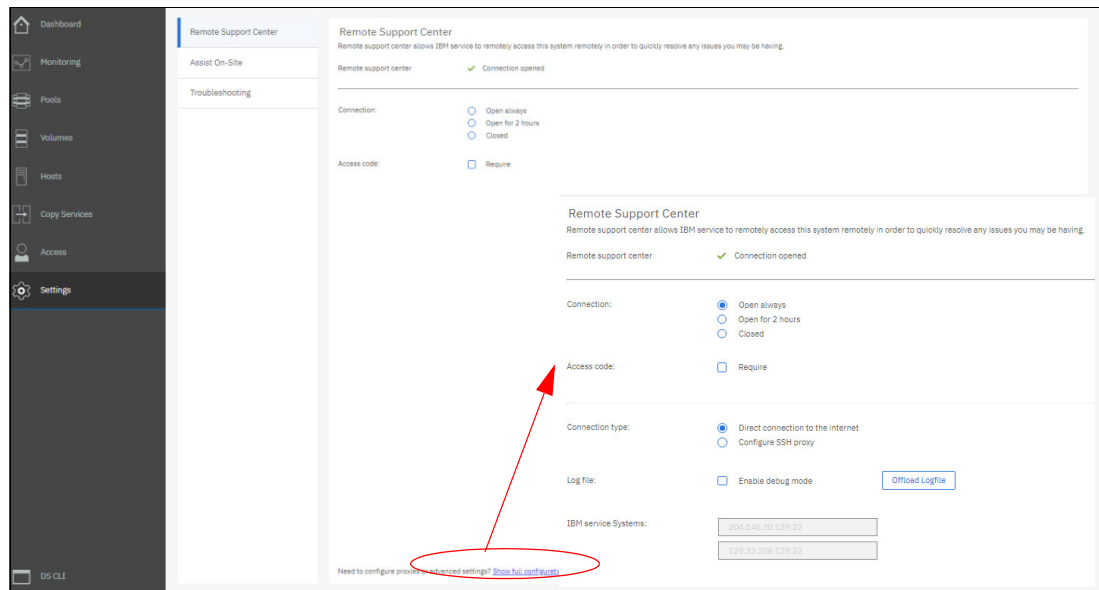 Dashboard
Monitoring
Pools
Volumes
Hosts
Copy Services
Access
Settings
DS CLI
Remote Support Center
Assist On-Site
Troubleshooting
Remote Support Center
Remote support center allows IBM service to remotely access this system remotely in order to quickly resolve any issues you may be having.
Remote support center Connection opened
Connection: Open always
Open for 2 hours
Closed
Access code: Require
Need to configure proxies or advanced settings? Show full
Remote Support Center
Remote support center allows IBM service to remotely access this system remotely in order to quickly resolve any issues you may be having.
Remote support center Connection opened
Connection: Open always
Open for 2 hours
Closed
Access code: Require
Connection type: Direct connection to the internet
Configure SSH proxy
Log file: Enable debug mode Offload Logfile
IBM service Systems: 204.146.30.139:22
129.33.206.139:22